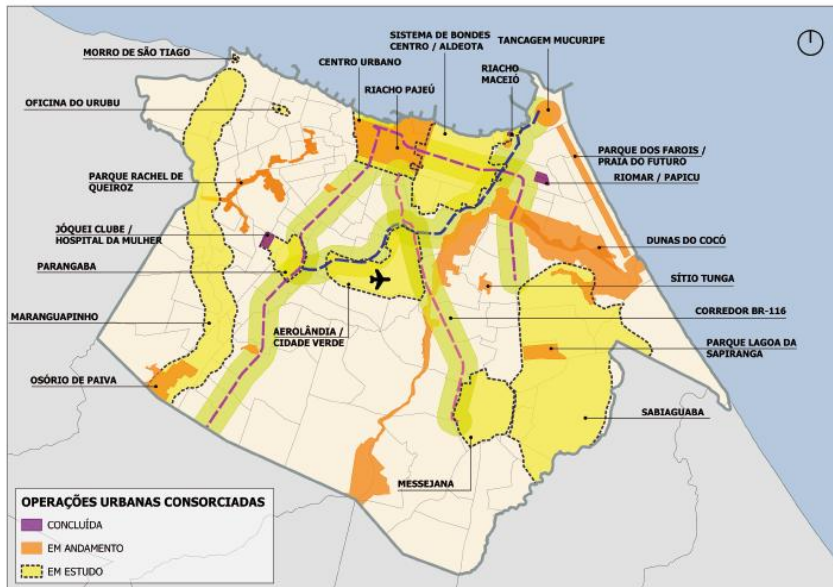 MORRO DE SÃO TIAGO
SISTEMA DE BONDES
CENTRO / ALDEOTA
TANCAGEM MUCURIPE
CENTRO URBANO
RIACHO
MACEIÓ
OFICINA DO URUBU
RIACHO PAJEÚ
PARQUE DOS FAROIS /
PRAIA DO FUTURO
PARQUE RACHEL DE
QUEIROZ
RIOMAR / PAPICU
JÓQUEI CLUBE /
HOSPITAL DA MULHER
DUNAS DO COCÓ
PARANGABA
SÍTIO TUNGA
MARANGUAPINHO
AEROLÂNDIA /
CIDADE VERDE
CORREDOR BR-116
PARQUE LAGOA DA
SAPIRANGA
OSÓRIO DE PAIVA
SABIAGUABA
MESSEJANA
OPERAÇÕES URBANAS CONSORCIADAS
CONCLUÍDA
EM ANDAMENTO
EM ESTUDO